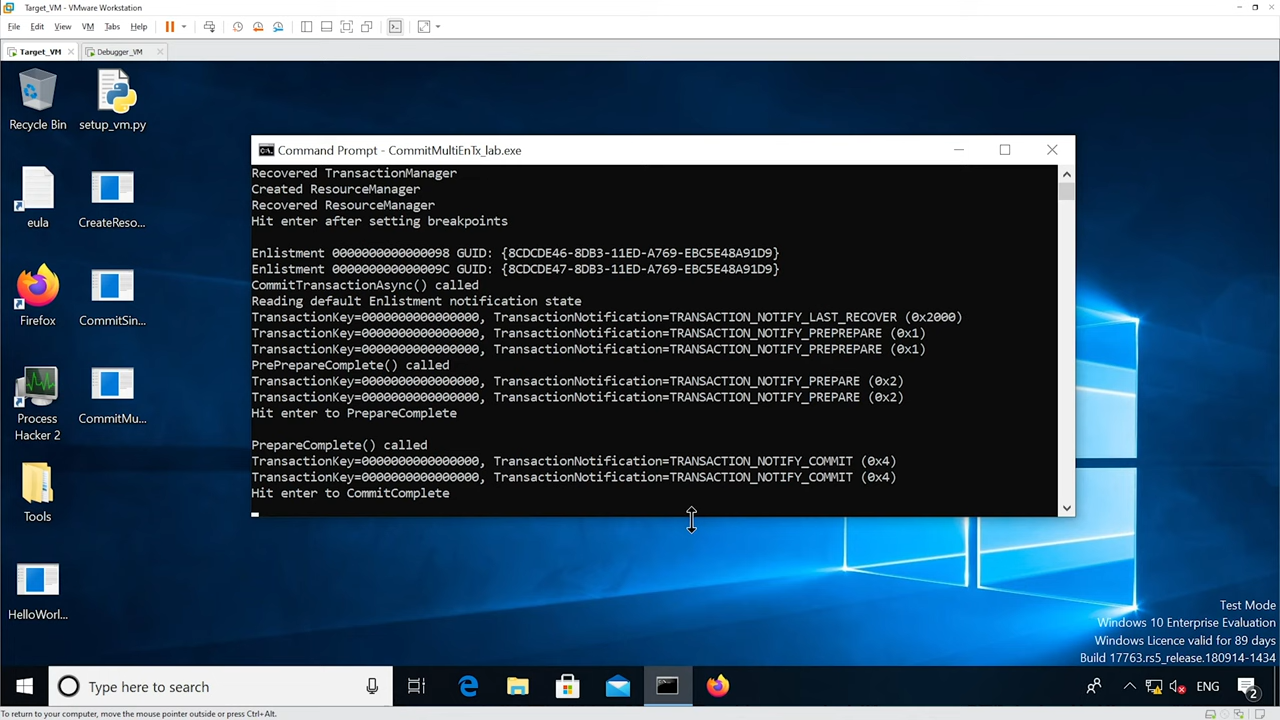 Target_VM - VMware Workstation
File Edit View VM Tabs Help
Target_VM Debugger_VM
Recycle Bin
setup_vm.py
eula
CreateReso...
Firefox
CommitSin...
Process
Hacker 2
CommitMu...
Tools
HelloWorl...
Command Prompt - CommitMultiEnTx_lab.exe
Recovered TransactionManager
Created ResourceManager
Recovered ResourceManager
Hit enter after setting breakpoints
Enlistment 0000000000000098 GUID: {8CDCDE46-8DB3-11ED-A769-EBC5E48A91D9}
Enlistment 000000000000009C GUID: {8CDCDE47-8DB3-11ED-A769-EBC5E48A91D9}
CommitTransactionAsync() called
Reading default Enlistment notification state
TransactionKey=0000000000000000, TransactionNotification=TRANSACTION_NOTIFY_LAST_RECOVER (0x2000)
TransactionKey=0000000000000000, TransactionNotification=TRANSACTION_NOTIFY_PREPREPARE (0x1)
TransactionKey=0000000000000000, TransactionNotification=TRANSACTION_NOTIFY_PREPREPARE (0x1)
PrePrepareComplete() called
TransactionKey=0000000000000000, TransactionNotification=TRANSACTION_NOTIFY_PREPARE (0x2)
TransactionKey=0000000000000000, TransactionNotification=TRANSACTION_NOTIFY_PREPARE (0x2)
Hit enter to PrepareComplete
PrepareComplete() called
TransactionKey=0000000000000000, TransactionNotification=TRANSACTION_NOTIFY_COMMIT (0x4)
TransactionKey=0000000000000000, TransactionNotification=TRANSACTION_NOTIFY_COMMIT (0x4)
Hit enter to CommitComplete
Test Mode
Windows 10 Enterprise Evaluation
Windows Licence valid for 89 days
Build 17763.rs5_release.180914-1434
Type here to search
ENG
2
To return to your computer, move the mouse pointer outside or press Ctrl+Alt.